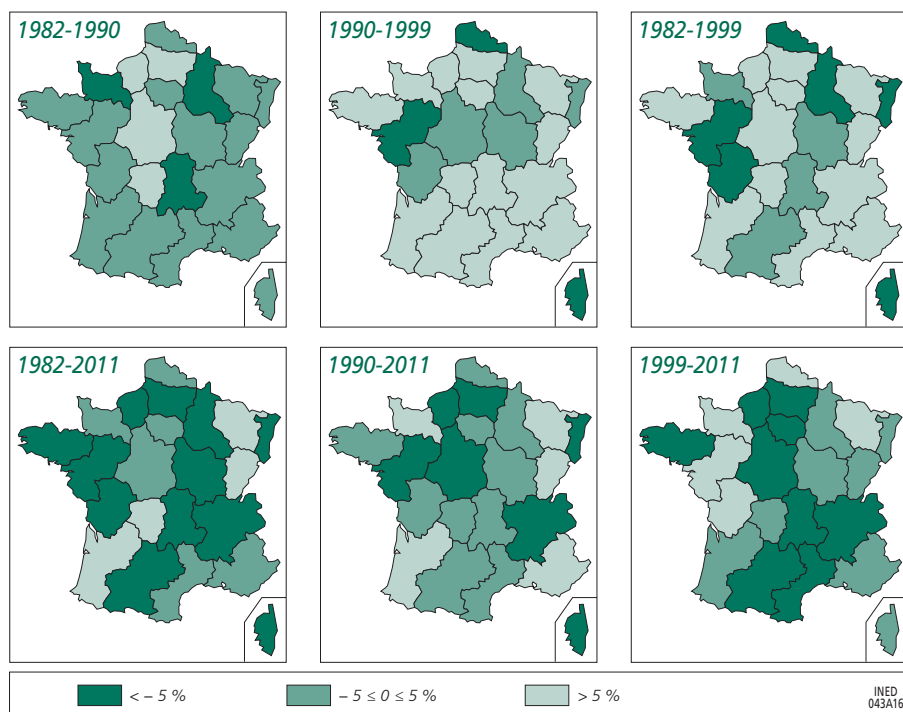 1982-1990
1990-1999
1982-1999
1982-2011
1990-2011
1999-2011
< – 5 %
– 5 ≤ 0 ≤ 5 %
> 5 %
INED
043A16